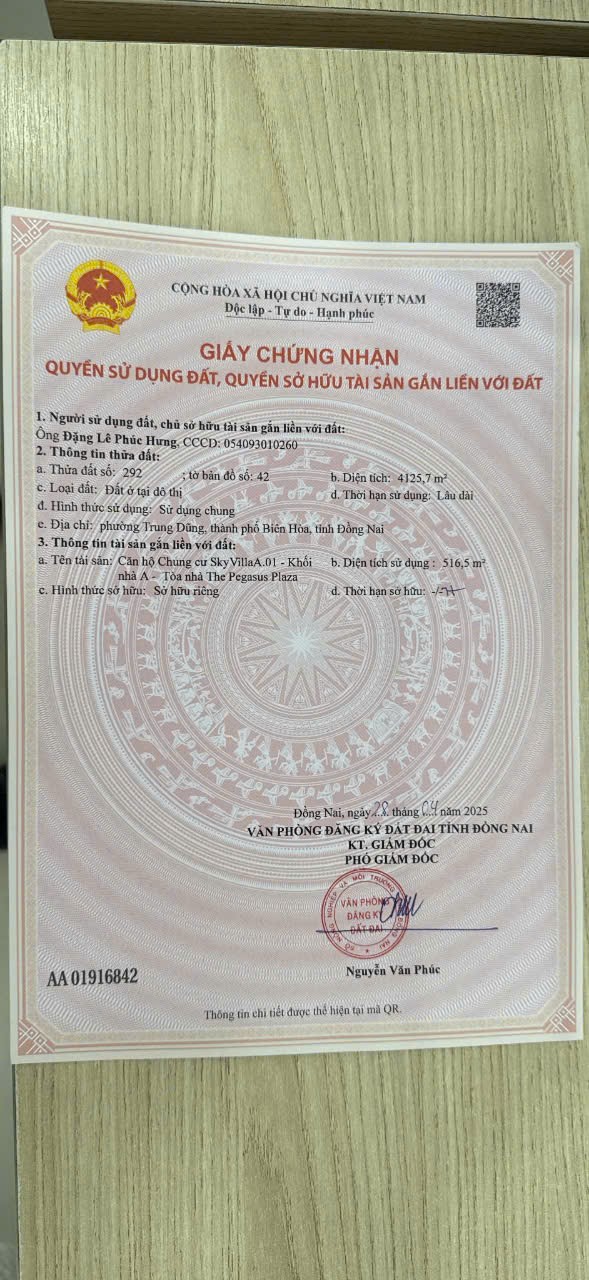 CỘNG HÒA XÃ HỘI CHỦ NGHĨA VIỆT NAM
Độc lập - Tự do - Hạnh phúc
GIẤY CHỨNG NHẬN
QUYỀN SỬ DỤNG ĐẤT, QUYỀN SỞ HỮU TÀI SẢN GẮN LIỀN VỚI ĐẤT
1. Người sử dụng đất, chủ sở hữu tài sản gắn liền với đất:
Ông Đặng Lê Phúc Hưng, CCCD: 054093010260
2. Thông tin thửa đất:
a. Thửa đất số: 292 ; tờ bản đồ số: 42 b. Diện tích: 4125,7 m²
c. Loại đất: Đất ở tại đô thị d. Thời hạn sử dụng: Lâu dài
đ. Hình thức sử dụng: Sử dụng chung
e. Địa chỉ: phường Trung Dũng, thành phố Biên Hòa, tỉnh Đồng Nai
3. Thông tin tài sản gắn liền với đất:
a. Tên tài sản: Căn hộ Chung cư SkyVillaA.01 - Khối b. Diện tích sử dụng : 516,5 m²
nhà A - Tòa nhà The Pegasus Plaza
c. Hình thức sở hữu: Sở hữu riêng d. Thời hạn sở hữu:
Đồng Nai, ngày 28 tháng 04 năm 2025
VĂN PHÒNG ĐĂNG KÝ ĐẤT ĐAI TỈNH ĐỒNG NAI
KT. GIÁM ĐỐC
PHÓ GIÁM ĐỐC
SỞ NÔNG NGHIỆP VÀ MÔI TRƯỜNG ĐỒNG NAI
VĂN PHÒNG
ĐĂNG KÝ
ĐẤT ĐAI
Nguyễn Văn Phúc
AA 01916842
Thông tin chi tiết được thể hiện tại mã QR.